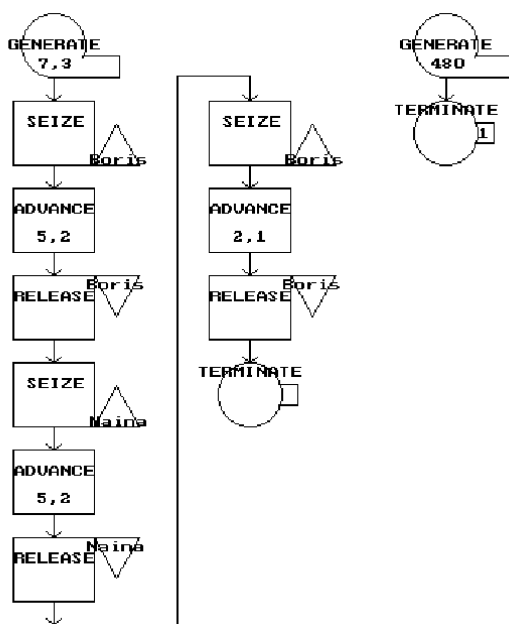 GENERATE
7,3
SEIZE
Boris
ADVANCE
5,2
RELEASE
Boris
SEIZE
Naina
ADVANCE
5,2
RELEASE
Naina
SEIZE
Boris
ADVANCE
2,1
RELEASE
Boris
TERMINATE
GENERATE
480
TERMINATE
1